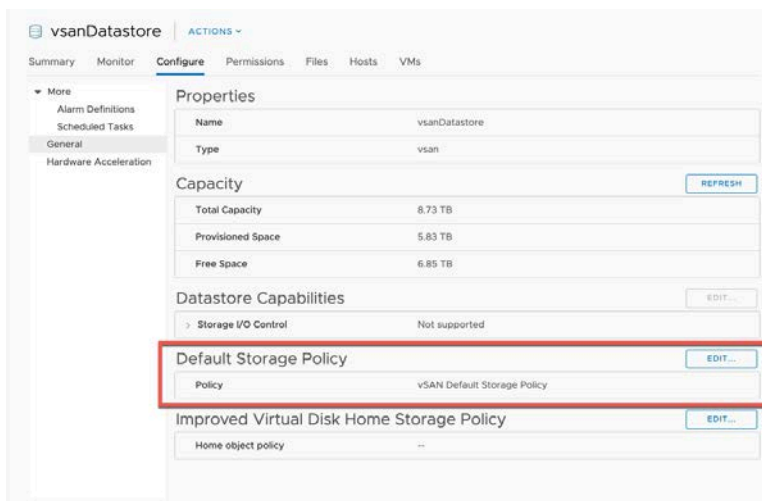 vsanDatastore ACTIONS
Summary Monitor Configure Permissions Files Hosts VMs
More
Alarm Definitions
Scheduled Tasks
General
Hardware Acceleration
Properties
Name vsanDatastore
Type vsan
Capacity REFRESH
Total Capacity 8.73 TB
Provisioned Space 5.83 TB
Free Space 6.85 TB
Datastore Capabilities EDIT...
Storage I/O Control Not supported
Default Storage Policy EDIT...
Policy vSAN Default Storage Policy
Improved Virtual Disk Home Storage Policy EDIT...
Home object policy --